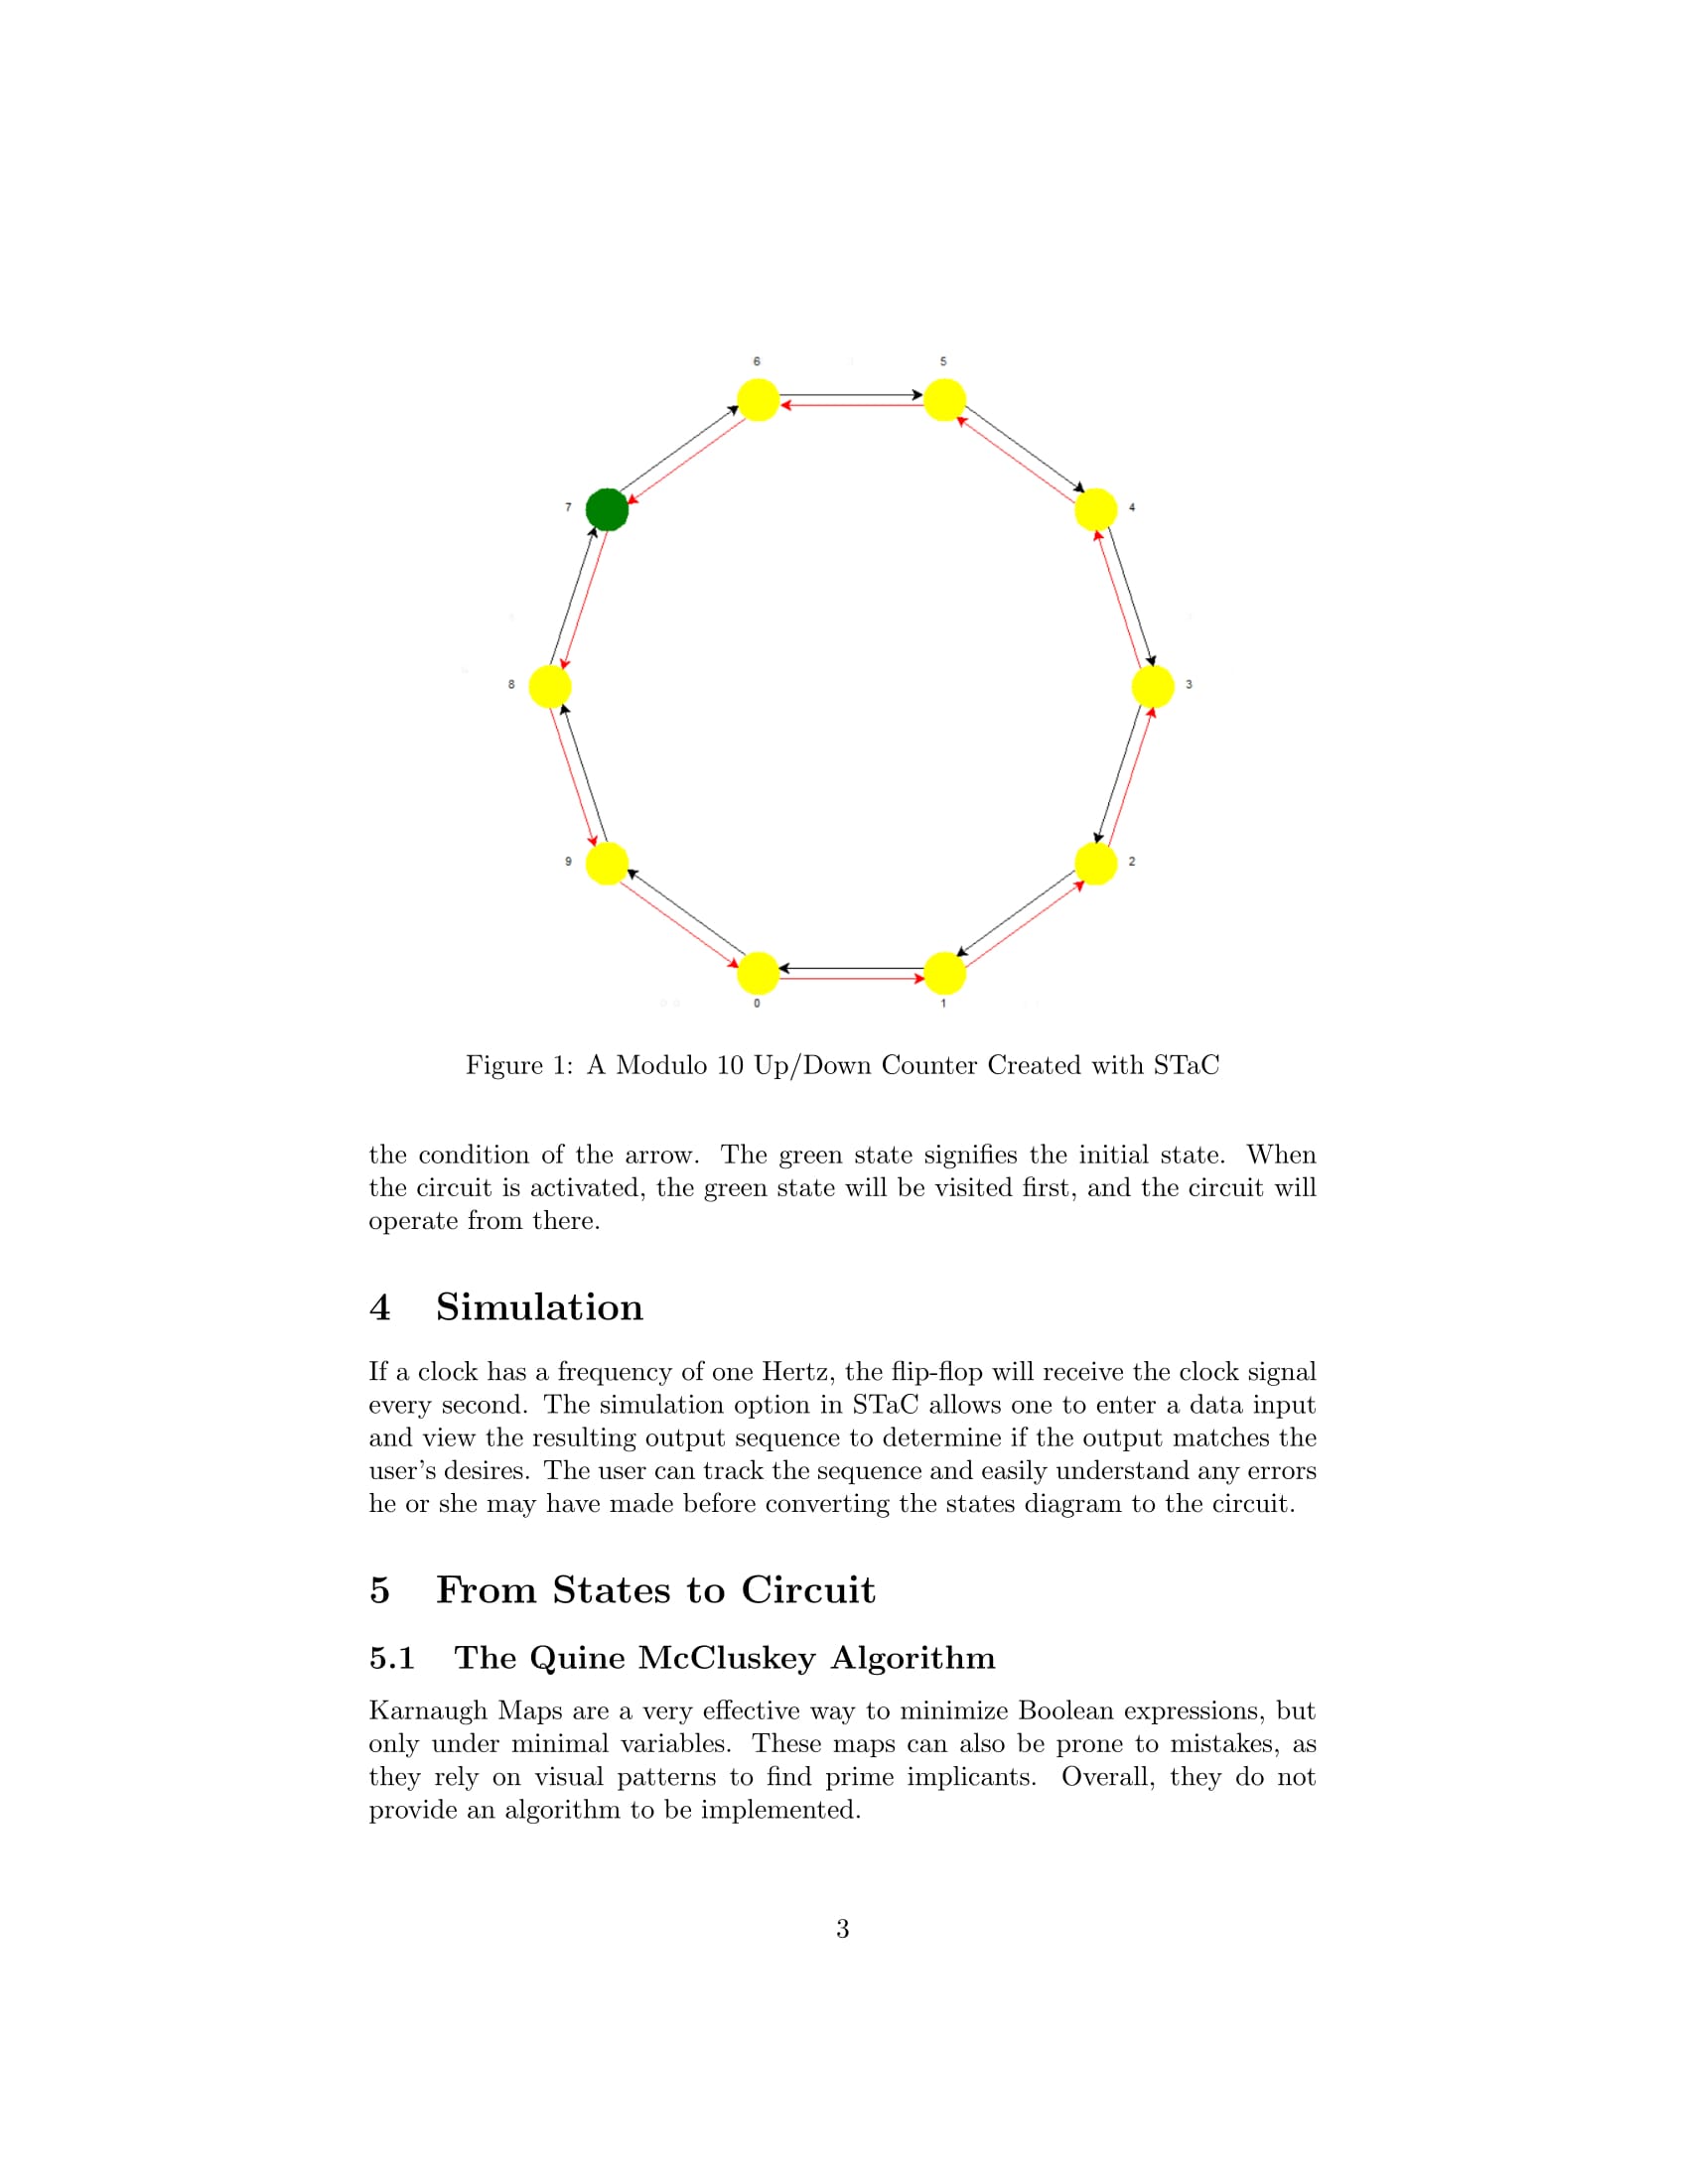 6 5
7 4
8 3
9 2
0 1
Figure 1: A Modulo 10 Up/Down Counter Created with STaC
the condition of the arrow. The green state signifies the initial state. When
the circuit is activated, the green state will be visited first, and the circuit will
operate from there.
4 Simulation
If a clock has a frequency of one Hertz, the flip-flop will receive the clock signal
every second. The simulation option in STaC allows one to enter a data input
and view the resulting output sequence to determine if the output matches the
user's desires. The user can track the sequence and easily understand any errors
he or she may have made before converting the states diagram to the circuit.
5 From States to Circuit
5.1 The Quine McCluskey Algorithm
Karnaugh Maps are a very effective way to minimize Boolean expressions, but
only under minimal variables. These maps can also be prone to mistakes, as
they rely on visual patterns to find prime implicants. Overall, they do not
provide an algorithm to be implemented.
3